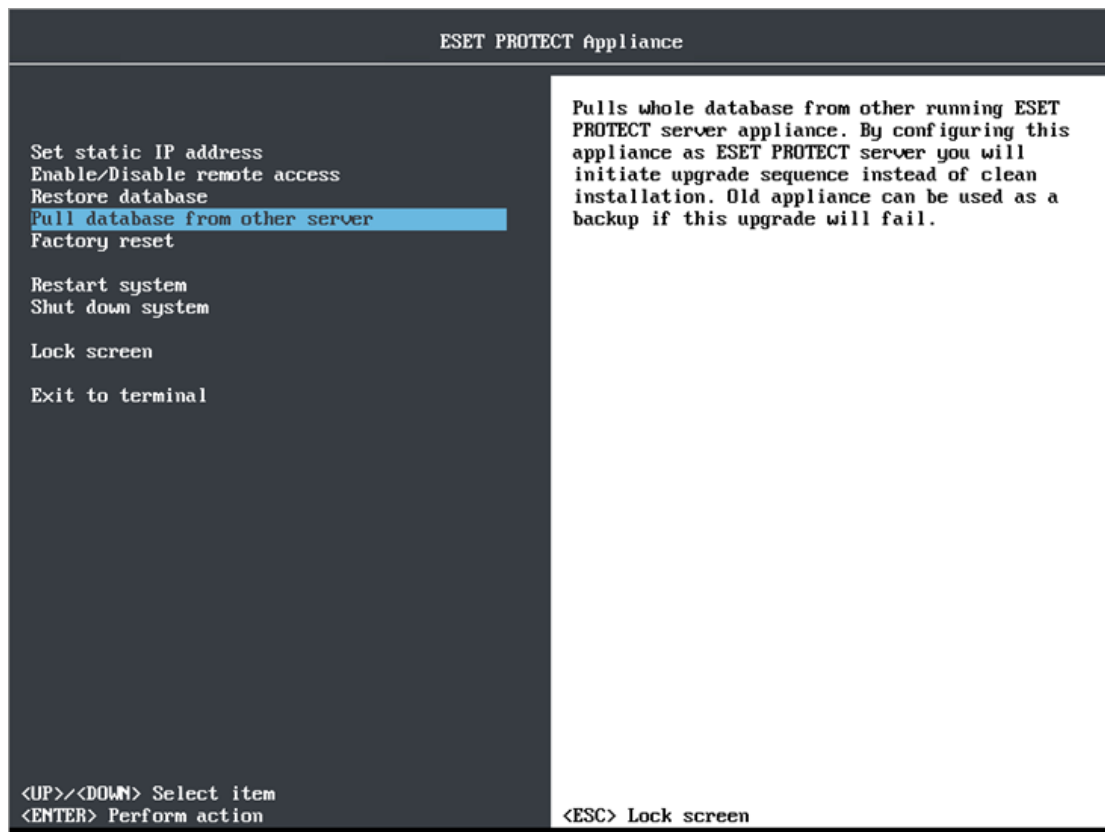 ESET PROTECT Appliance
Set static IP address
Enable/Disable remote access
Restore database
Pull database from other server
Factory reset
Restart system
Shut down system
Lock screen
Exit to terminal
<UP>/<DOWN> Select item
<ENTER> Perform action
Pulls whole database from other running ESET
PROTECT server appliance. By configuring this
appliance as ESET PROTECT server you will
initiate upgrade sequence instead of clean
installation. Old appliance can be used as a
backup if this upgrade will fail.
<ESC> Lock screen